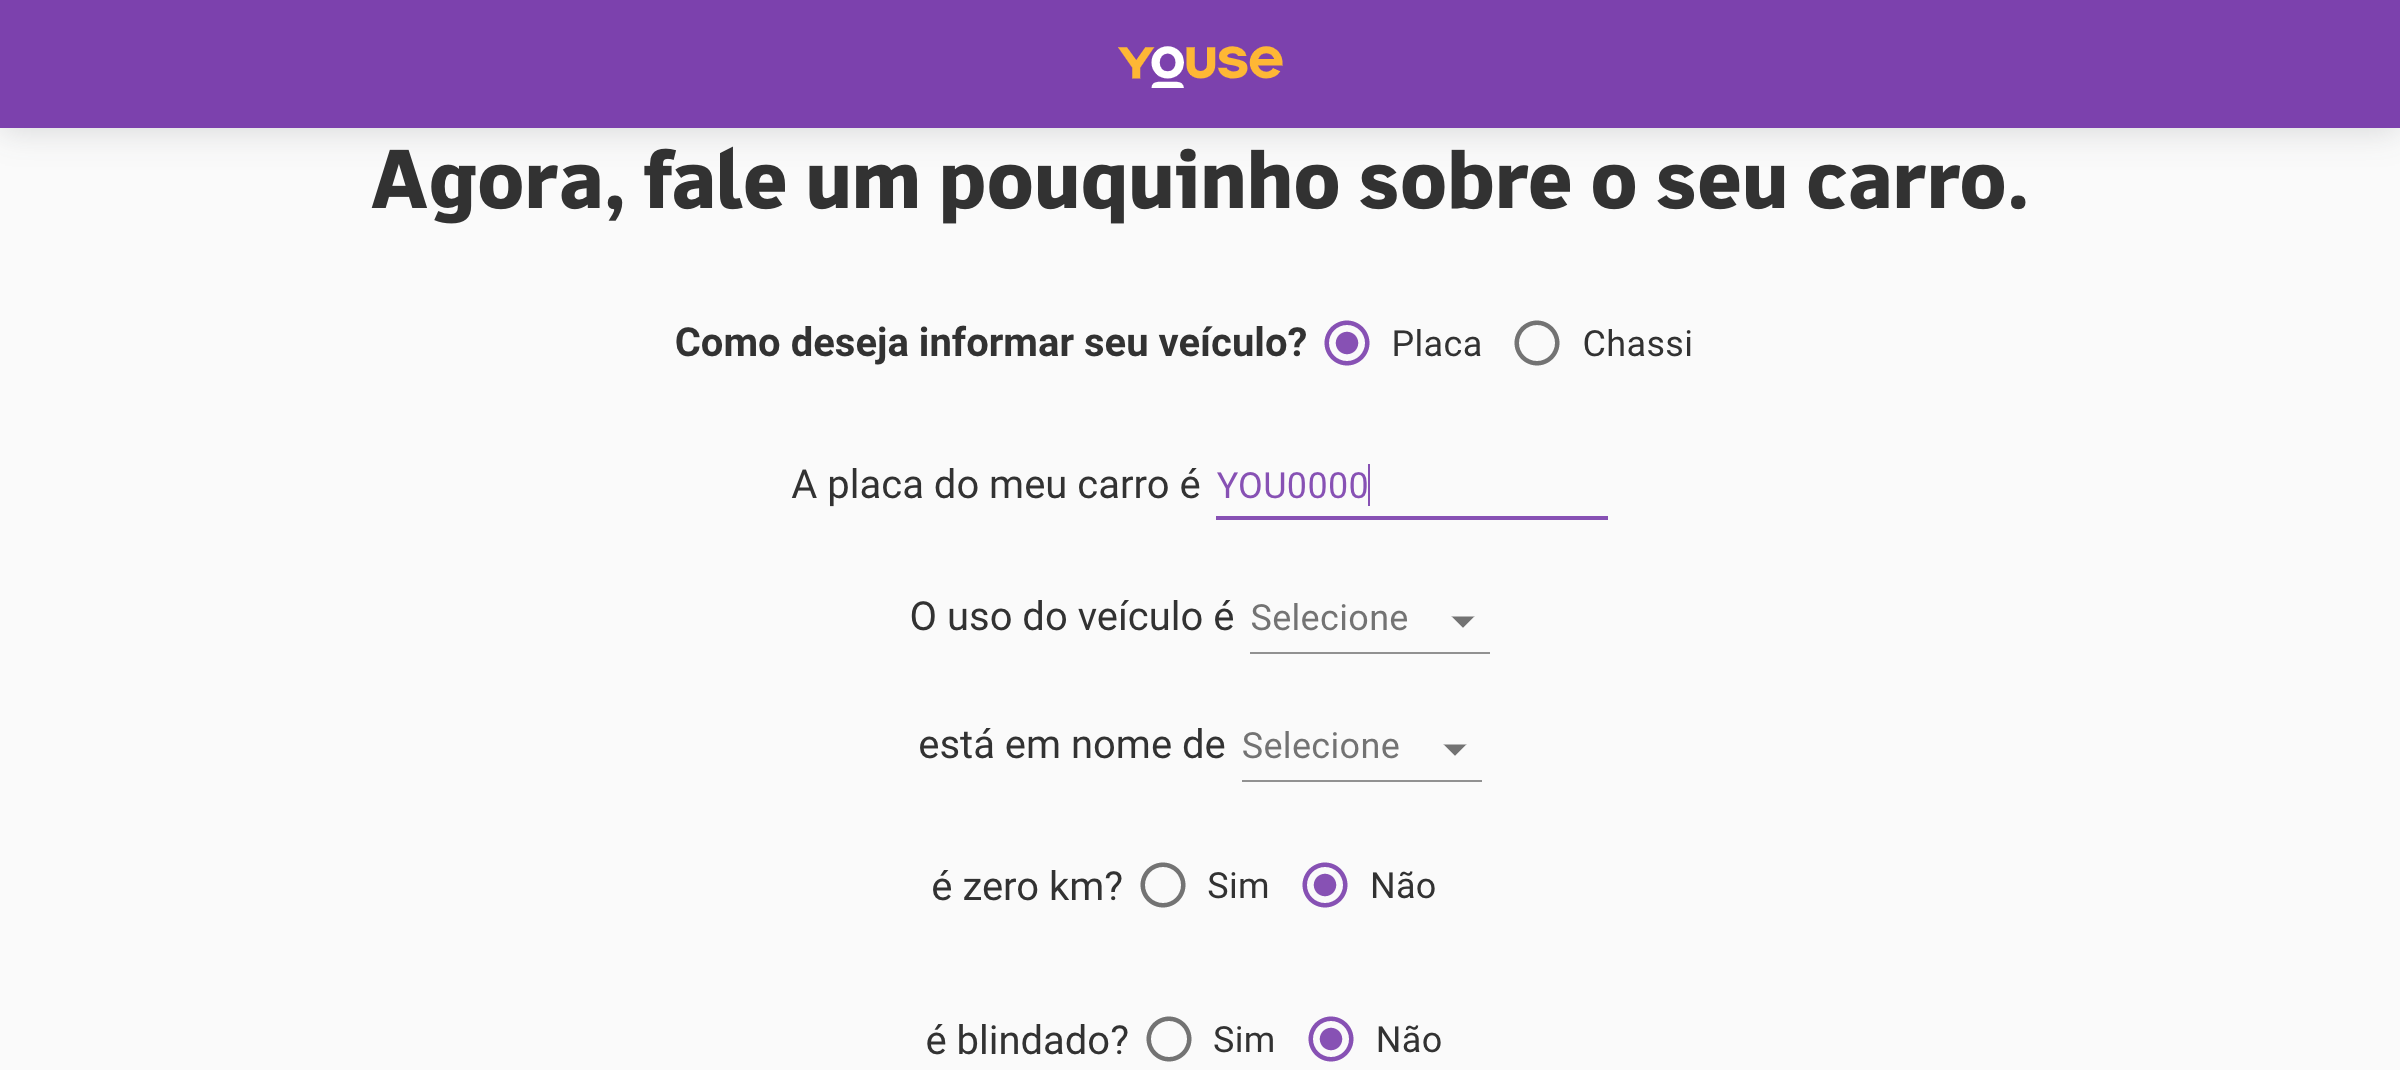 Youse
Agora, fale um pouquinho sobre o seu carro.
Como deseja informar seu veículo? Placa Chassi
A placa do meu carro é YOU0000
O uso do veículo é Selecione
está em nome de Selecione
é zero km? Sim Não
é blindado? Sim Não